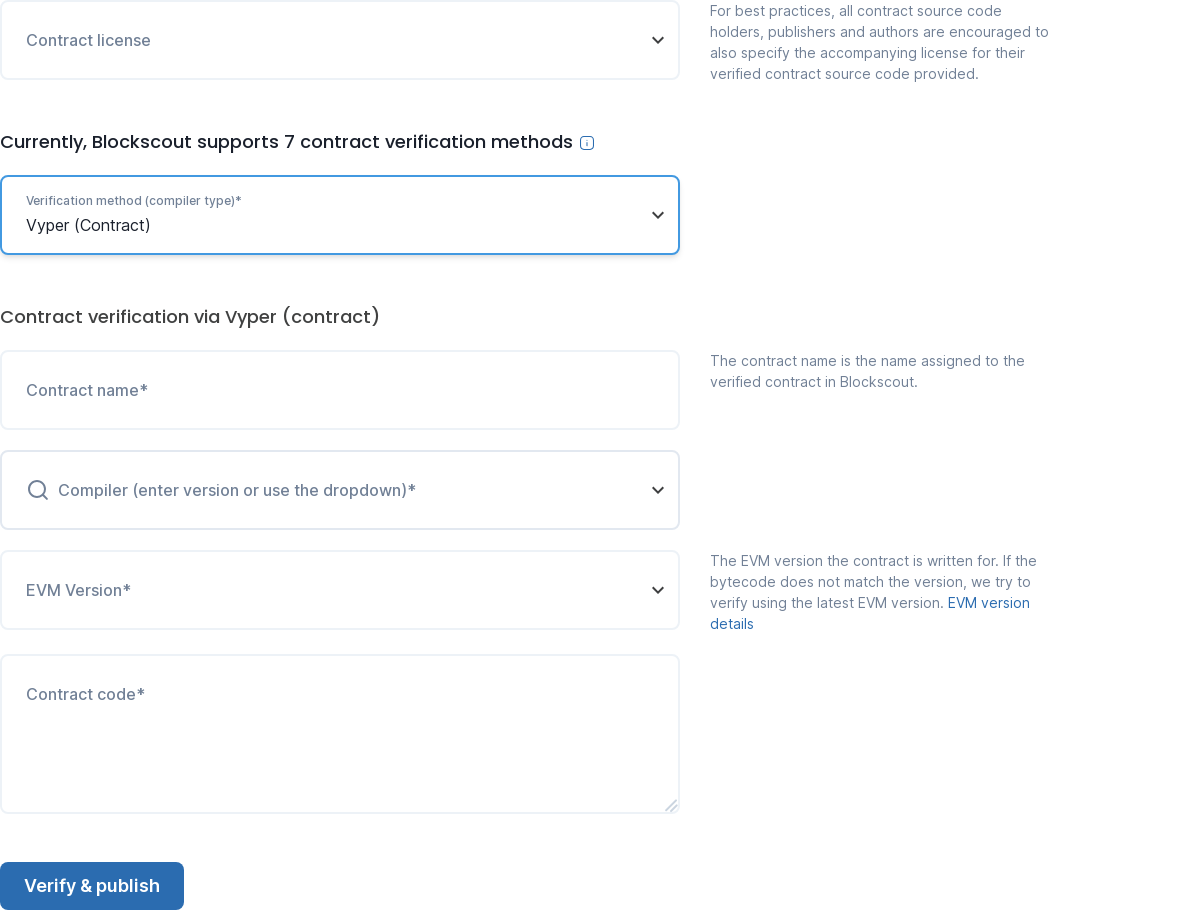 Contract license
For best practices, all contract source code
holders, publishers and authors are encouraged to
also specify the accompanying license for their
verified contract source code provided.
Currently, Blockscout supports 7 contract verification methods
Verification method (compiler type)*
Vyper (Contract)
Contract verification via Vyper (contract)
Contract name*
The contract name is the name assigned to the
verified contract in Blockscout.
Compiler (enter version or use the dropdown)*
EVM Version*
The EVM version the contract is written for. If the
bytecode does not match the version, we try to
verify using the latest EVM version. EVM version
details
Contract code*
Verify & publish